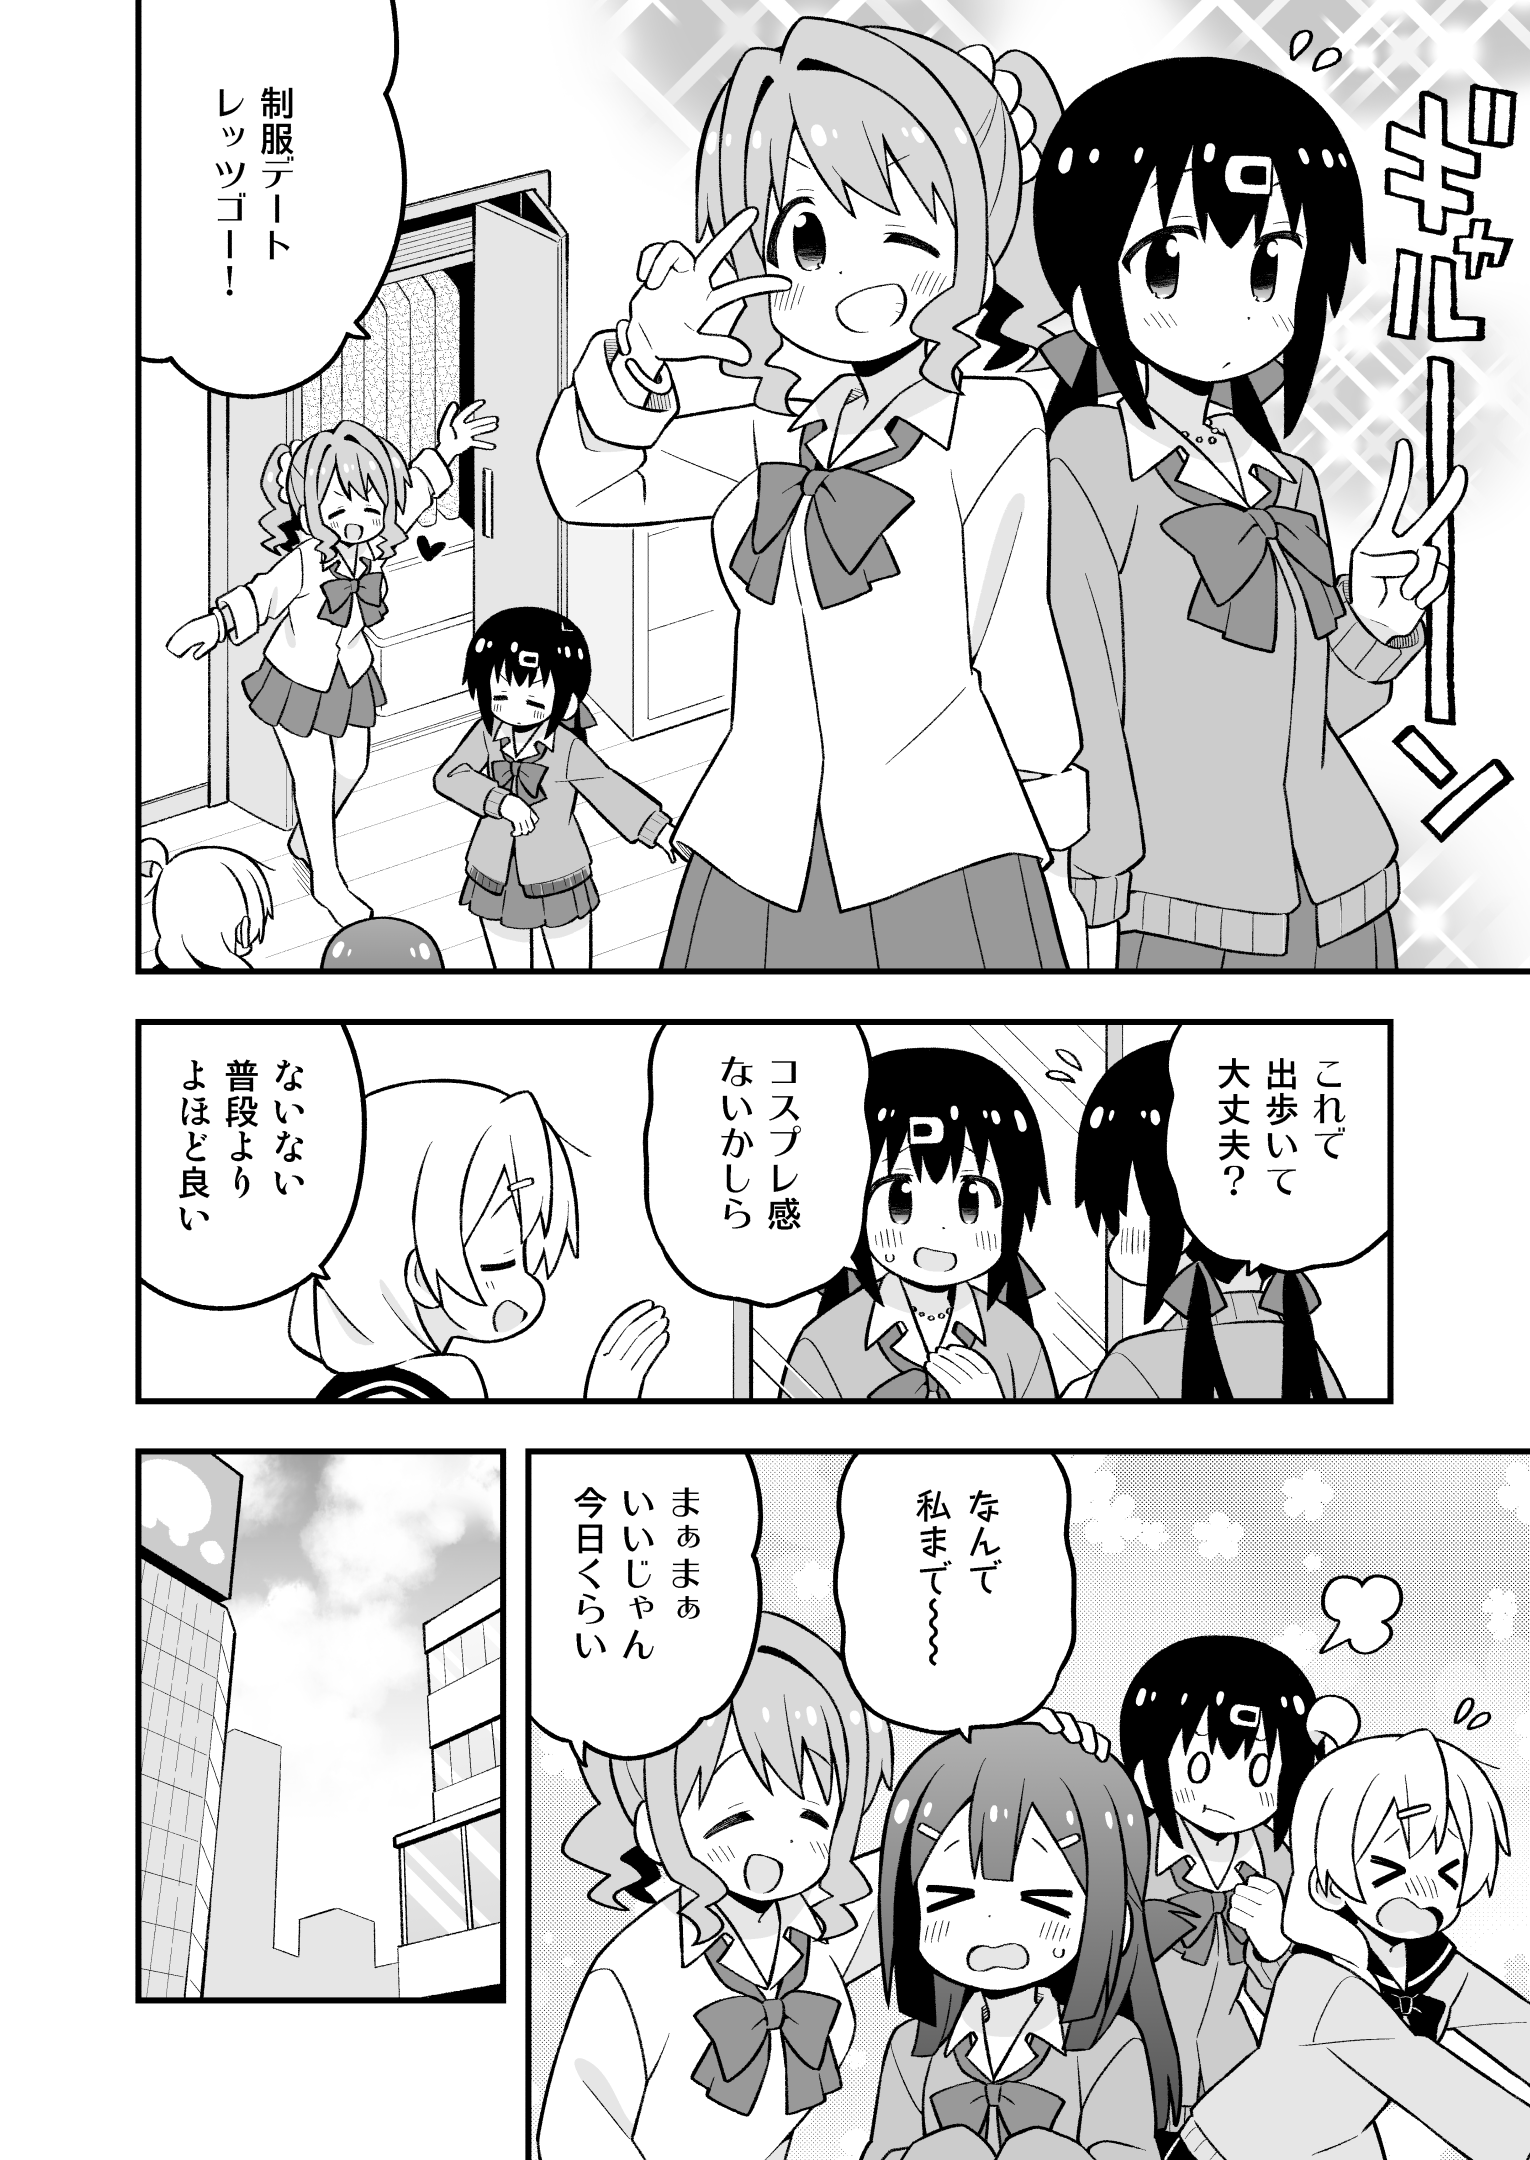 ギャルーーン
制服デート
レッツゴー！
これで
出歩いて
大丈夫？
コスプレ感
ないかしら
ないない
普段より
よほど良い
なんで
私まで〜〜
まぁまぁ
いいじゃん
今日くらい